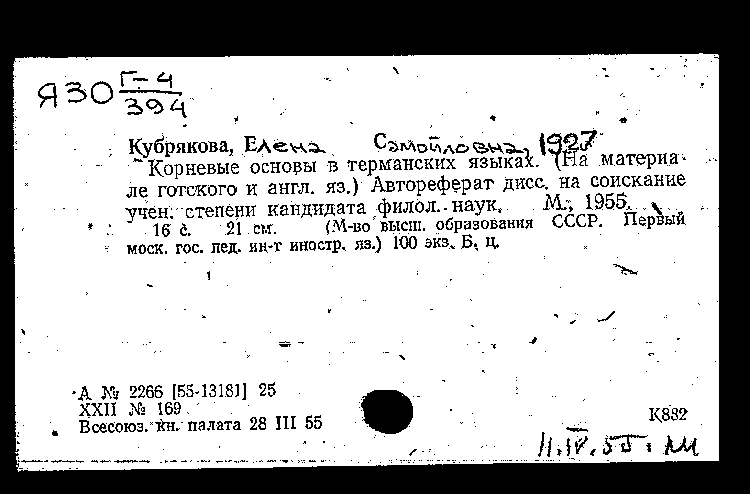 Я30 Г-4
394
Кубрякова, Елена Самойловна, 1927
Корневые основы в германских языках. (На материа-
ле готского и англ. яз.) Автореферат дисс. на соискание
учен. степени кандидата филол. наук. М., 1955.
16 с. 21 см. (М-во высш. образования СССР. Первый
моск. гос. пед. ин-т иностр. яз.) 100 экз. Б. ц.
А № 2266 [55-13181] 25
XXII № 169
Всесоюз. кн. палата 28 III 55
К882
11.IV.55.